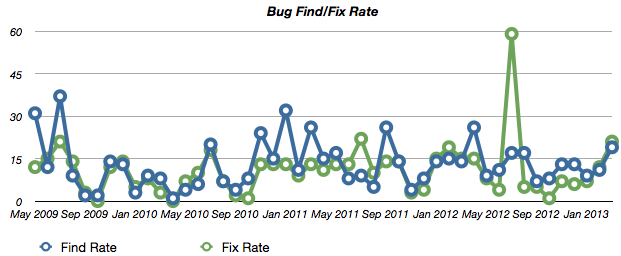 Bug Find/Fix Rate
60
45
30
15
0
May 2009 Sep 2009 Jan 2010 May 2010 Sep 2010 Jan 2011 May 2011 Sep 2011 Jan 2012 May 2012 Sep 2012 Jan 2013
Find Rate Fix Rate